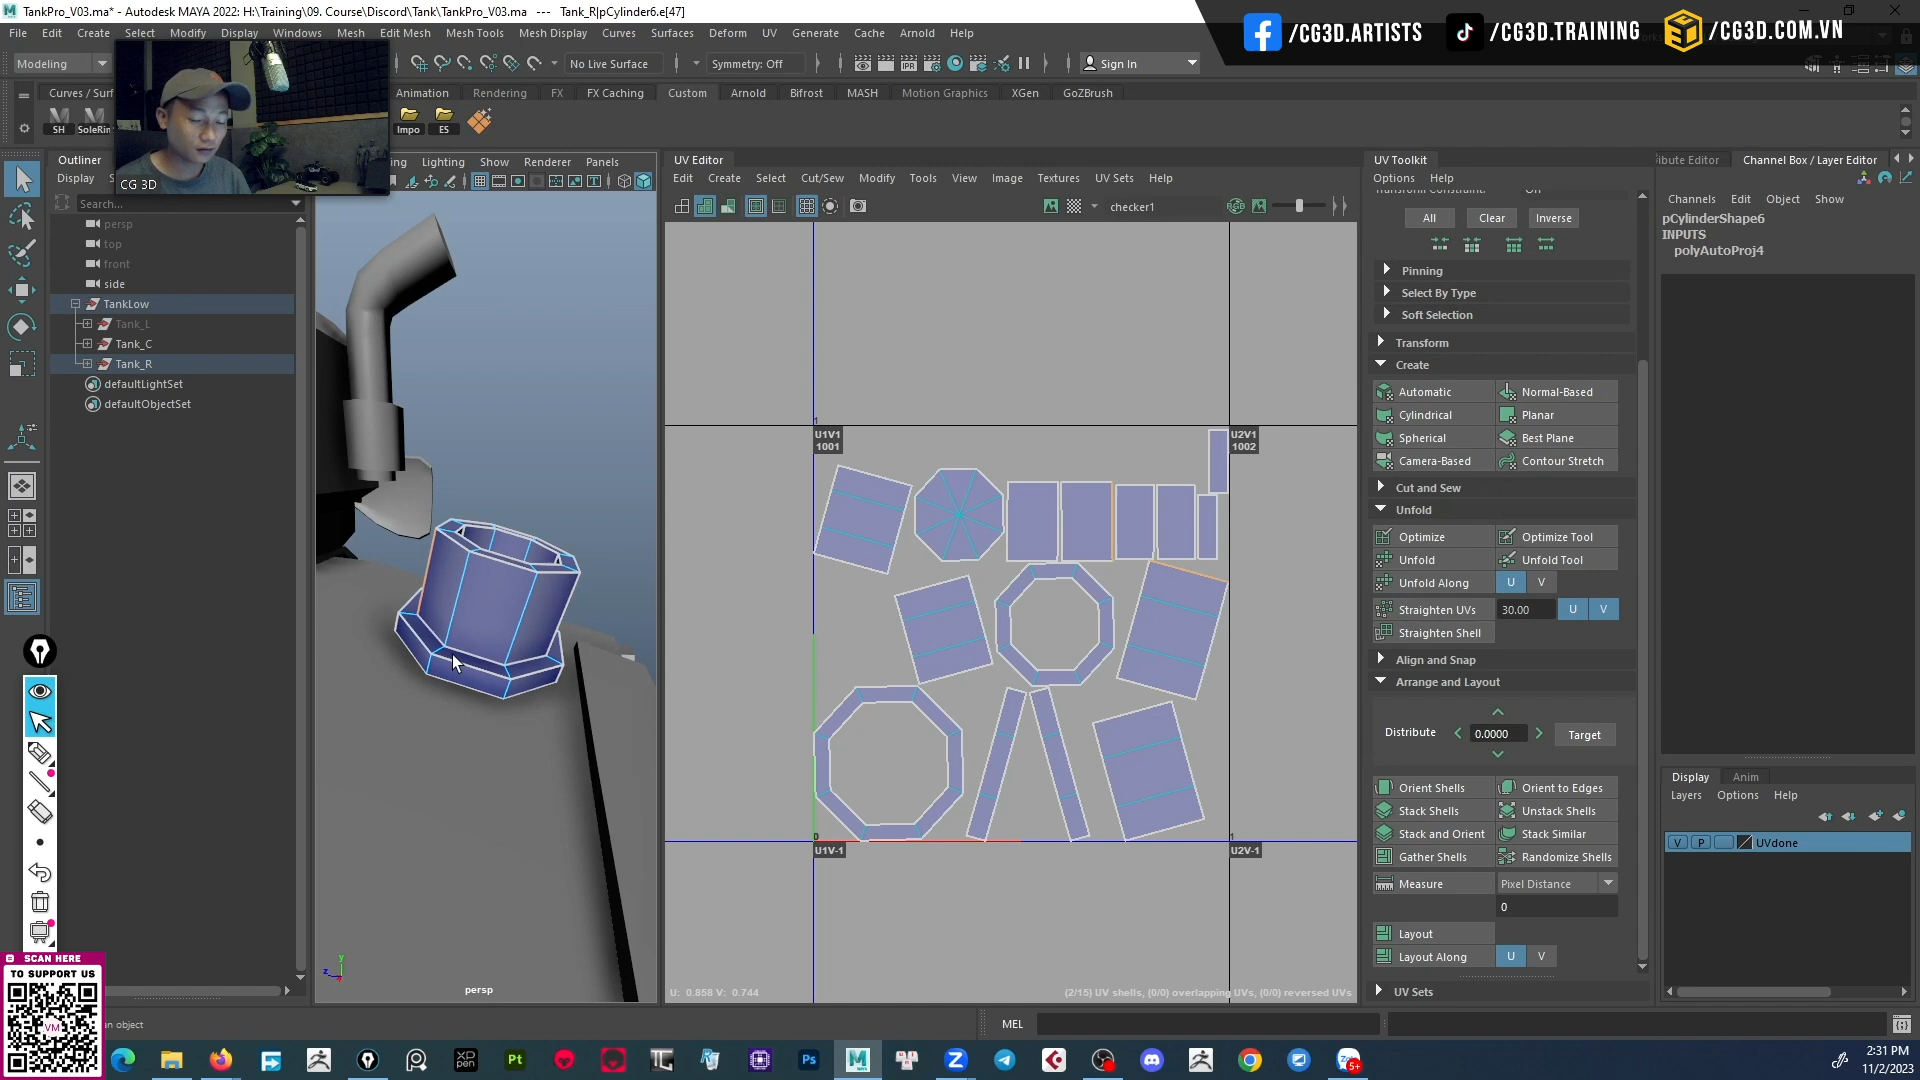 TankPro_V03.ma* - Autodesk MAYA 2022: H:\Training\09. Course\Discord\Tank\TankPro_V03.ma --- Tank_R|pCylinder6.e[47]
/CG3D.ARTISTS /CG3D.TRAINING /CG3D.COM.VN
File Edit Create Select Modify Display Windows Mesh Edit Mesh Mesh Tools Mesh Display Curves Surfaces Deform UV Generate Cache Arnold Help
Modeling No Live Surface Symmetry: Off Sign In
Curves / Surf Animation Rendering FX FX Caching Custom Arnold Bifrost MASH Motion Graphics XGen GoZBrush
SH SoleRin Impo ES
CG 3D
Outliner
Display
Search...
persp
top
front
side
TankLow
Tank_L
Tank_C
Tank_R
defaultLightSet
defaultObjectSet
ing Lighting Show Renderer Panels
persp
UV Editor
Edit Create Select Cut/Sew Modify Tools View Image Textures UV Sets Help
checker1
1
U1V1
1001
U2V1
1002
0
U1V-1
1
U2V-1
U: 0.858 V: 0.744
(2/15) UV shells, (0/0) overlapping UVs, (0/0) reversed UVs
UV Toolkit
Options Help
Transform Constraint: Off
All Clear Inverse
Pinning
Select By Type
Soft Selection
Transform
Create
Automatic Normal-Based
Cylindrical Planar
Spherical Best Plane
Camera-Based Contour Stretch
Cut and Sew
Unfold
Optimize Optimize Tool
Unfold Unfold Tool
Unfold Along U V
Straighten UVs 30.00 U V
Straighten Shell
Align and Snap
Arrange and Layout
Distribute 0.0000 Target
Orient Shells Orient to Edges
Stack Shells Unstack Shells
Stack and Orient Stack Similar
Gather Shells Randomize Shells
Measure Pixel Distance
0
Layout
Layout Along U V
UV Sets
ibute Editor Channel Box / Layer Editor
Channels Edit Object Show
pCylinderShape6
INPUTS
polyAutoProj4
Display Anim
Layers Options Help
V P UVdone
SCAN HERE
TO SUPPORT US
VM
n object
MEL
Pt Ps
5+
2:31 PM
11/2/2023